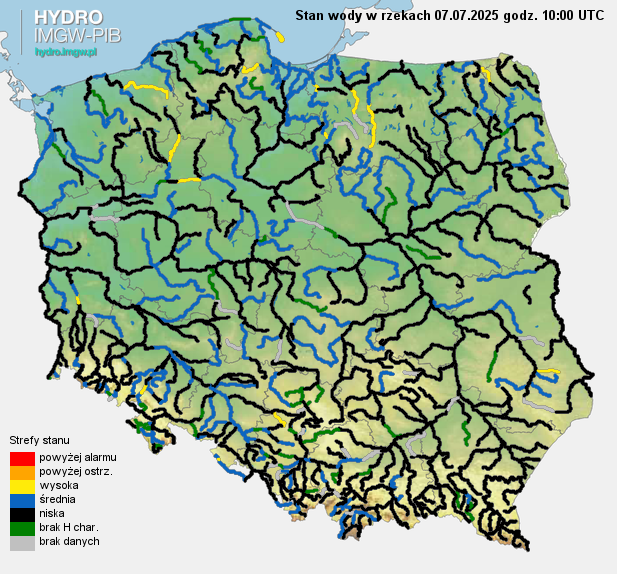 HYDRO
IMGW-PIB
hydro.imgw.pl
Stan wody w rzekach 07.07.2025 godz. 10:00 UTC
Strefy stanu
powyżej alarmu
powyżej ostrz.
wysoka
średnia
niska
brak H char.
brak danych